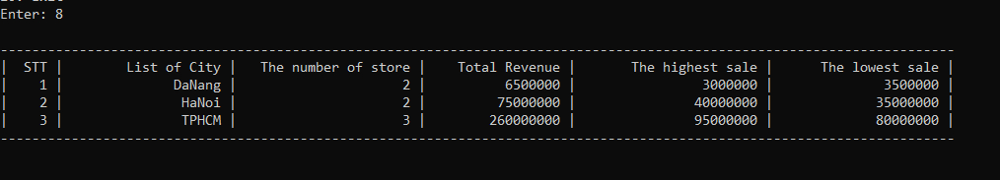 Enter: 8
--------------------------------------------------------------------------------------------------------------------------
| STT | List of City | The number of store | Total Revenue | The highest sale | The lowest sale |
| 1 | DaNang | 2 | 6500000 | 3000000 | 3500000 |
| 2 | HaNoi | 2 | 75000000 | 40000000 | 35000000 |
| 3 | TPHCM | 3 | 260000000 | 95000000 | 80000000 |
--------------------------------------------------------------------------------------------------------------------------